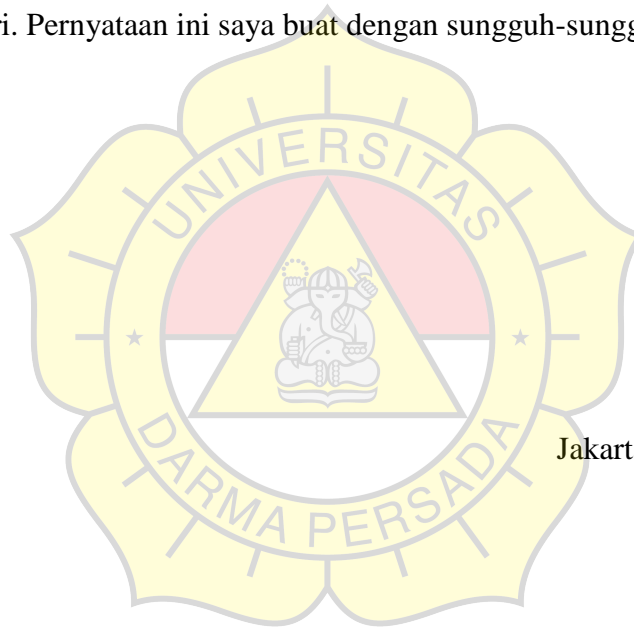 ri. Pernyataan ini saya buat dengan sungguh-sungg
UNIVERSITAS
Jakart
DARMA PERSADA